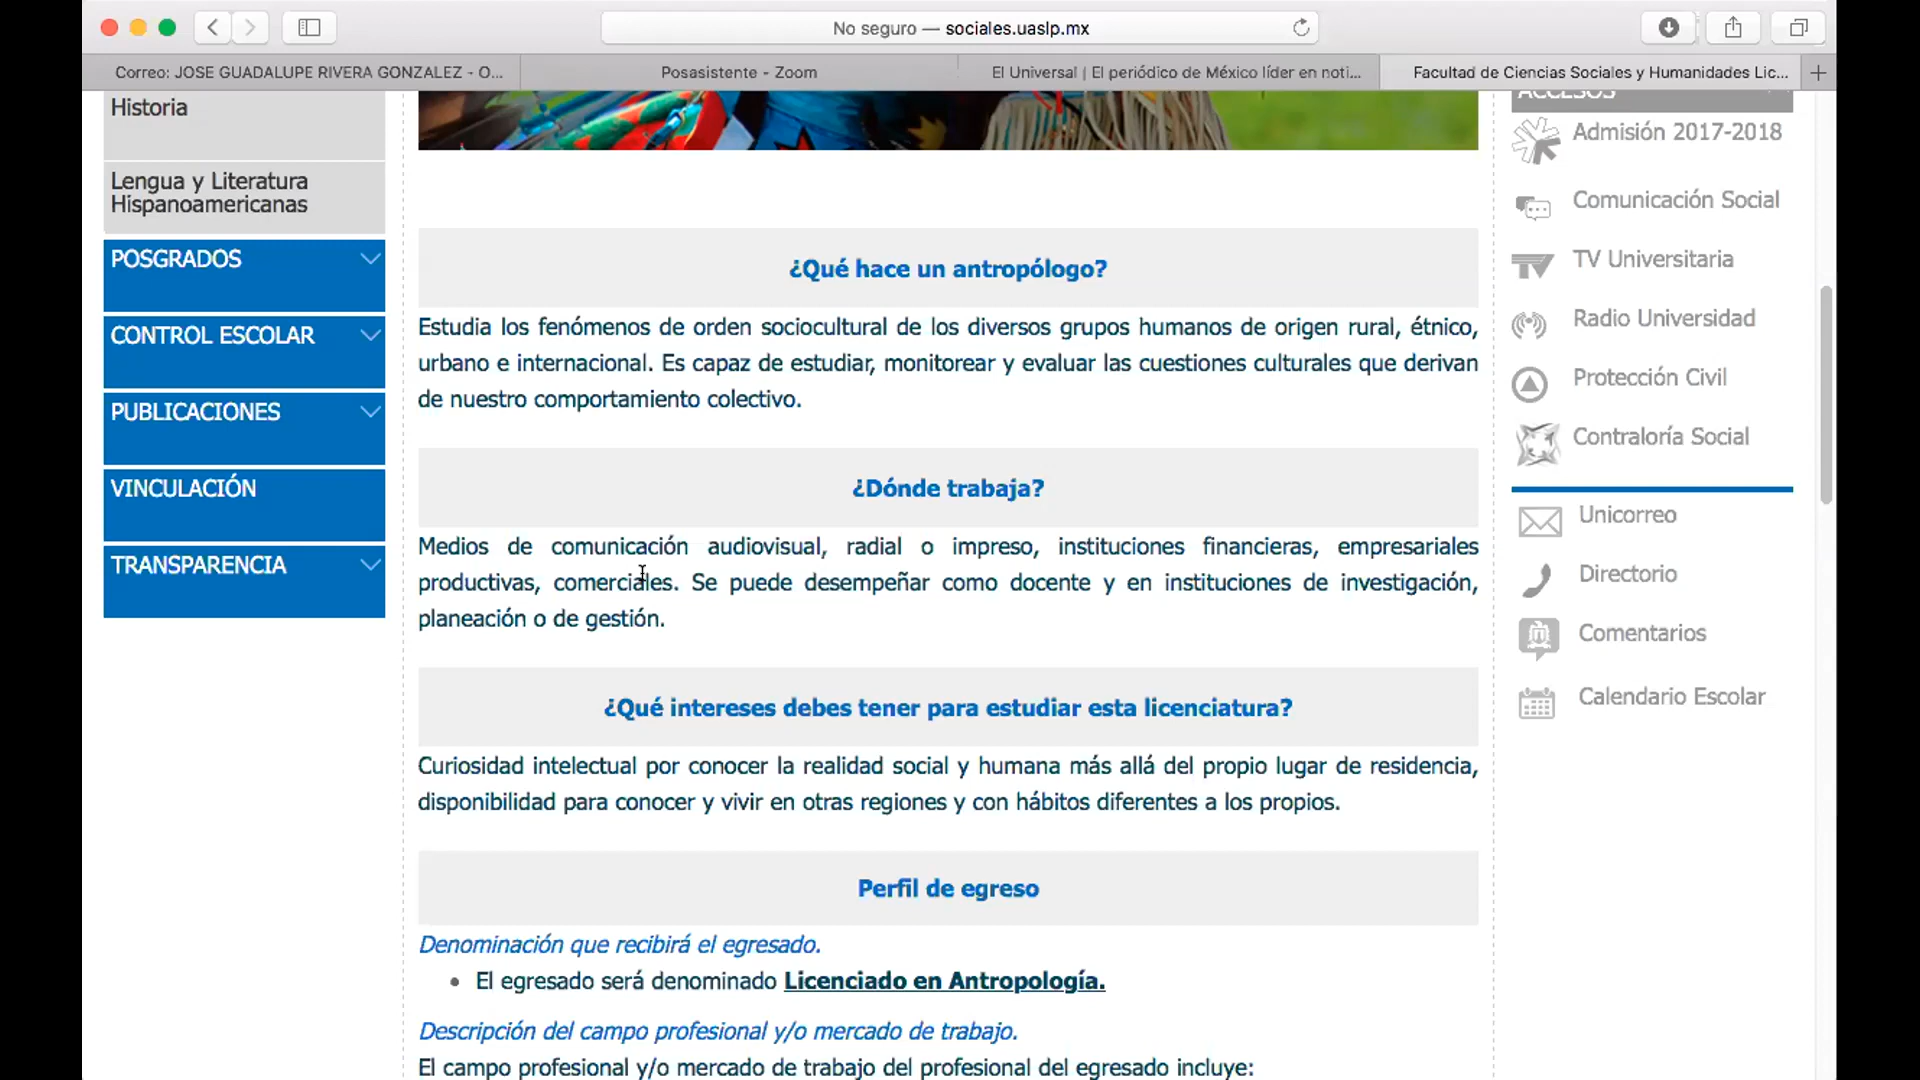 No seguro — sociales.uaslp.mx
Correo: JOSE GUADALUPE RIVERA GONZALEZ - O...
Posasistente - Zoom
El Universal | El periódico de México líder en noti...
Facultad de Ciencias Sociales y Humanidades Lic...
Historia
Lengua y Literatura
Hispanoamericanas
POSGRADOS
CONTROL ESCOLAR
PUBLICACIONES
VINCULACIÓN
TRANSPARENCIA
¿Qué hace un antropólogo?
Estudia los fenómenos de orden sociocultural de los diversos grupos humanos de origen rural, étnico,
urbano e internacional. Es capaz de estudiar, monitorear y evaluar las cuestiones culturales que derivan
de nuestro comportamiento colectivo.
¿Dónde trabaja?
Medios de comunicación audiovisual, radial o impreso, instituciones financieras, empresariales
productivas, comerciales. Se puede desempeñar como docente y en instituciones de investigación,
planeación o de gestión.
¿Qué intereses debes tener para estudiar esta licenciatura?
Curiosidad intelectual por conocer la realidad social y humana más allá del propio lugar de residencia,
disponibilidad para conocer y vivir en otras regiones y con hábitos diferentes a los propios.
Perfil de egreso
Denominación que recibirá el egresado.
• El egresado será denominado Licenciado en Antropología.
Descripción del campo profesional y/o mercado de trabajo.
El campo profesional y/o mercado de trabajo del profesional del egresado incluye:
ACCESOS
Admisión 2017-2018
Comunicación Social
TV Universitaria
Radio Universidad
Protección Civil
Contraloría Social
Unicorreo
Directorio
Comentarios
Calendario Escolar